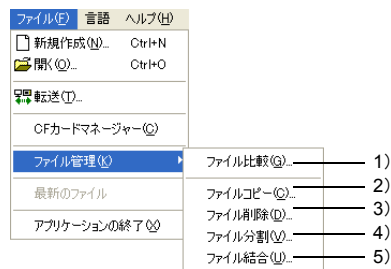 ファイル(F) 言語 ヘルプ(H)
新規作成(N)... Ctrl+N
開く(O)... Ctrl+O
転送(T)...
CFカードマネージャー(C)
ファイル管理(K)
ファイル比較(G)... 1)
ファイルコピー(C)... 2)
最新のファイル
ファイル削除(D)... 3)
アプリケーションの終了(X)
ファイル分割(V)... 4)
ファイル結合(U)... 5)